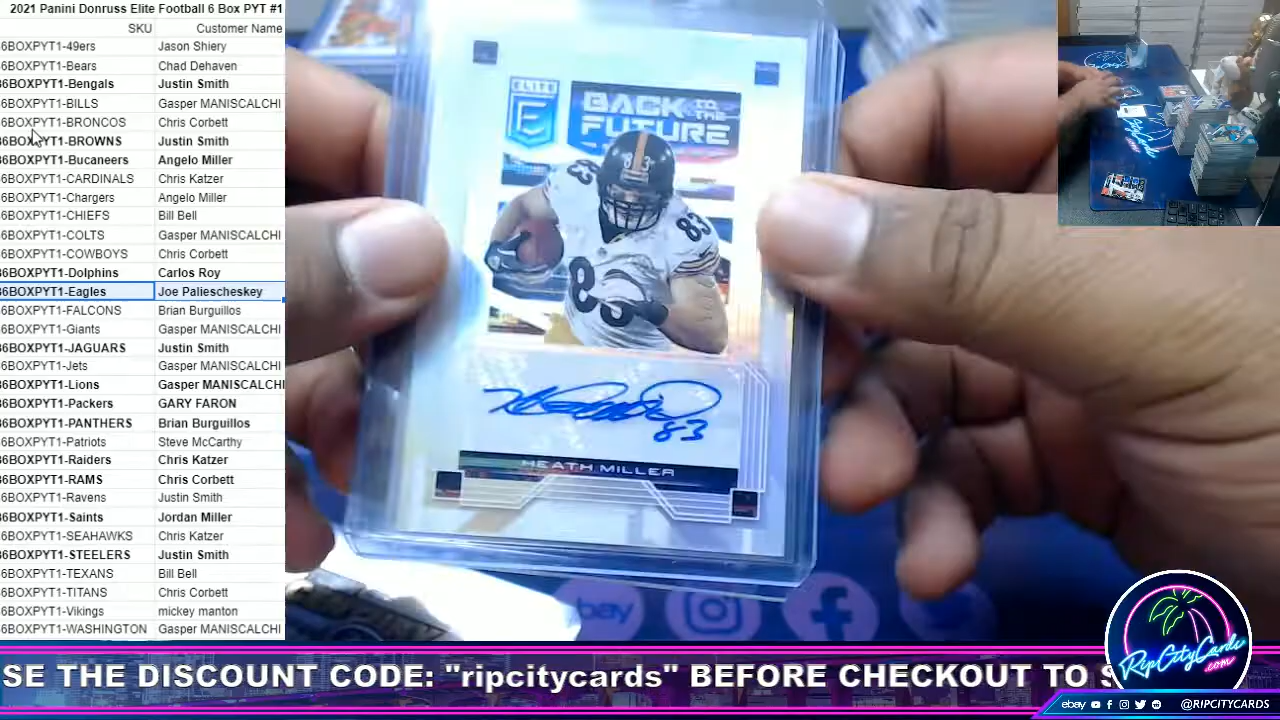 2021 Panini Donruss Elite Football 6 Box PYT #1
SKU Customer Name
6BOXPYT1-49ers Jason Shiery
6BOXPYT1-Bears Chad Dehaven
6BOXPYT1-Bengals Justin Smith
6BOXPYT1-BILLS Gasper MANISCALCHI
6BOXPYT1-BRONCOS Chris Corbett
6BOXPYT1-BROWNS Justin Smith
6BOXPYT1-Bucaneers Angelo Miller
6BOXPYT1-CARDINALS Chris Katzer
6BOXPYT1-Chargers Angelo Miller
6BOXPYT1-CHIEFS Bill Bell
6BOXPYT1-COLTS Gasper MANISCALCHI
6BOXPYT1-COWBOYS Chris Corbett
6BOXPYT1-Dolphins Carlos Roy
6BOXPYT1-Eagles Joe Paliescheskey
6BOXPYT1-FALCONS Brian Burguillos
6BOXPYT1-Giants Gasper MANISCALCHI
6BOXPYT1-JAGUARS Justin Smith
6BOXPYT1-Jets Gasper MANISCALCHI
6BOXPYT1-Lions Gasper MANISCALCHI
6BOXPYT1-Packers GARY FARON
6BOXPYT1-PANTHERS Brian Burguillos
6BOXPYT1-Patriots Steve McCarthy
6BOXPYT1-Raiders Chris Katzer
6BOXPYT1-RAMS Chris Corbett
6BOXPYT1-Ravens Justin Smith
6BOXPYT1-Saints Jordan Miller
6BOXPYT1-SEAHAWKS Chris Katzer
6BOXPYT1-STEELERS Justin Smith
6BOXPYT1-TEXANS Bill Bell
6BOXPYT1-TITANS Chris Corbett
6BOXPYT1-Vikings mickey manton
6BOXPYT1-WASHINGTON Gasper MANISCALCHI
ELITE
E
BACK TO THE
FUTURE
83
83
83
83
HEATH MILLER
ebay
SE THE DISCOUNT CODE: "ripcitycards" BEFORE CHECKOUT TO S
RipCityCards
.com
ebay @RIPCITYCARDS